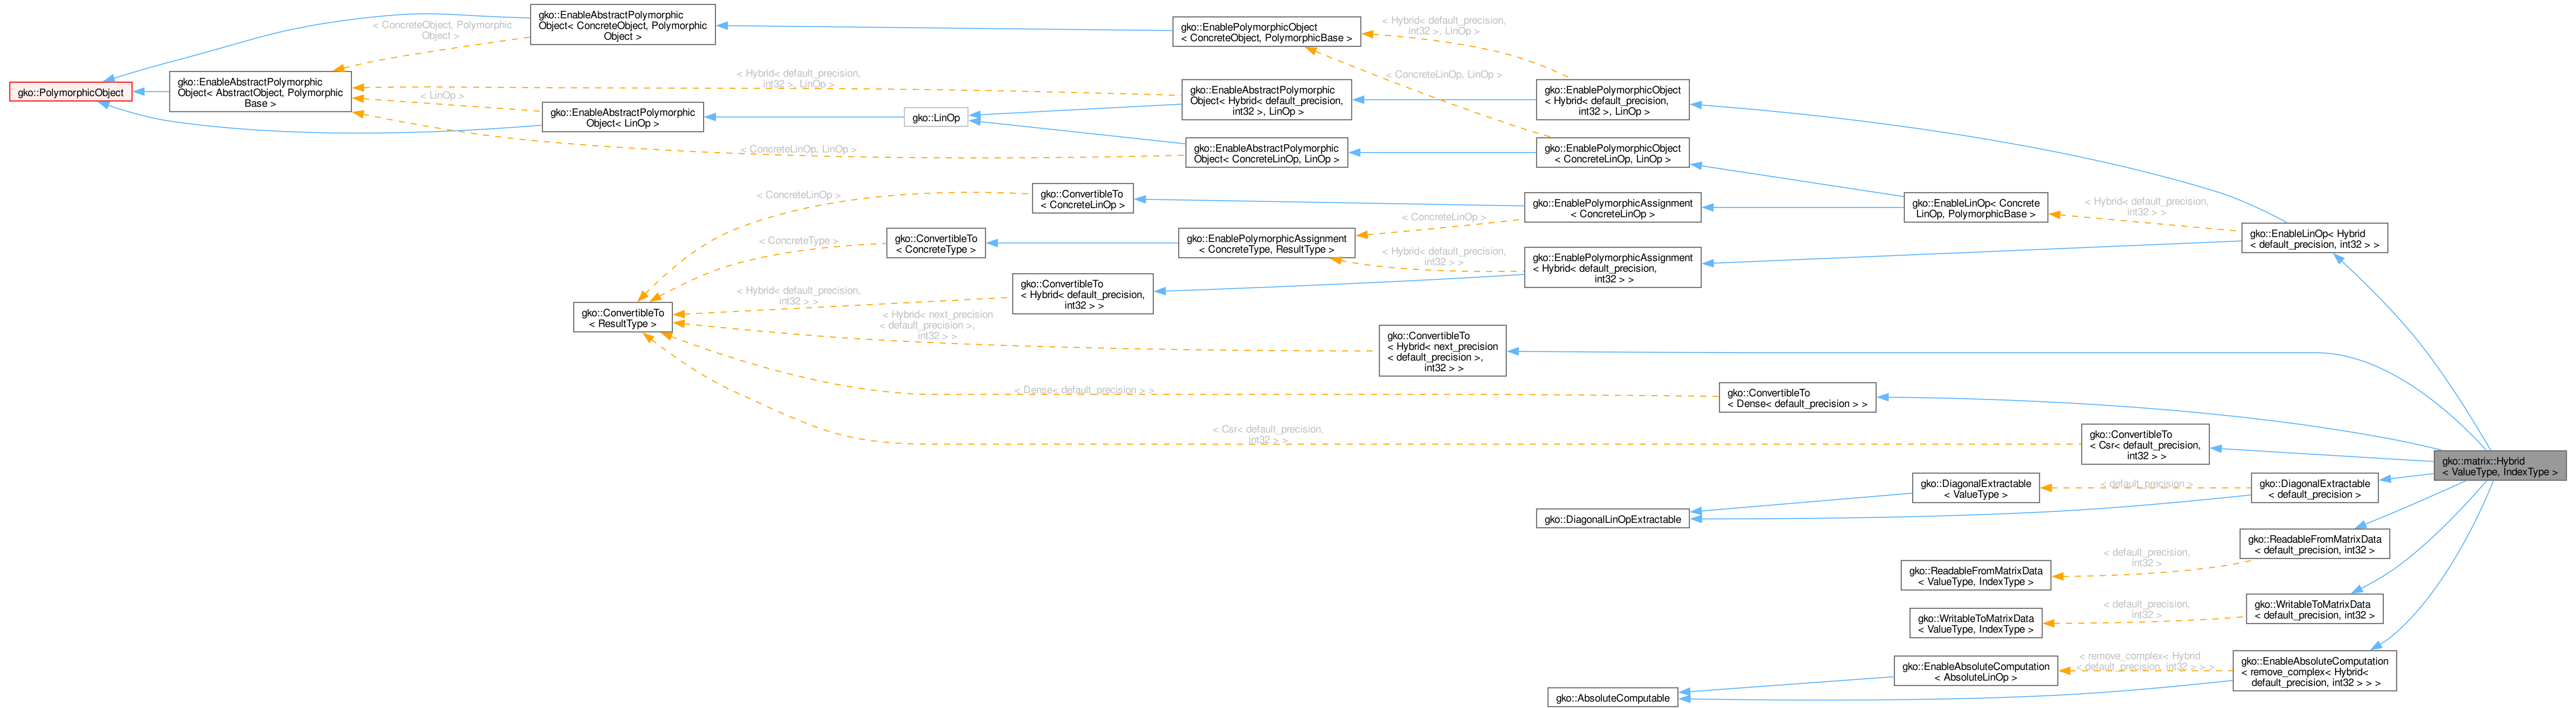 gko::PolymorphicObject
gko::EnableAbstractPolymorphic
Object< AbstractObject, Polymorphic
Base >
gko::EnableAbstractPolymorphic
Object< ConcreteObject, Polymorphic
Object >
< ConcreteObject, Polymorphic
Object >
gko::EnablePolymorphicObject
< ConcreteObject, PolymorphicBase >
< Hybrid< default_precision,
int32 >, LinOp >
< ConcreteLinOp, LinOp >
< Hybrid< default_precision,
int32 >, LinOp >
< LinOp >
gko::EnableAbstractPolymorphic
Object< LinOp >
gko::LinOp
gko::EnableAbstractPolymorphic
Object< Hybrid< default_precision,
int32 >, LinOp >
gko::EnablePolymorphicObject
< Hybrid< default_precision,
int32 >, LinOp >
< ConcreteLinOp, LinOp >
gko::EnableAbstractPolymorphic
Object< ConcreteLinOp, LinOp >
gko::EnablePolymorphicObject
< ConcreteLinOp, LinOp >
< ConcreteLinOp >
gko::ConvertibleTo
< ConcreteLinOp >
gko::EnablePolymorphicAssignment
< ConcreteLinOp >
gko::EnableLinOp< Concrete
LinOp, PolymorphicBase >
< Hybrid< default_precision,
int32 > >
gko::EnableLinOp< Hybrid
< default_precision, int32 > >
< ConcreteType >
gko::ConvertibleTo
< ConcreteType >
gko::EnablePolymorphicAssignment
< ConcreteType, ResultType >
< ConcreteLinOp >
< Hybrid< default_precision,
int32 > >
gko::EnablePolymorphicAssignment
< Hybrid< default_precision,
int32 > >
gko::ConvertibleTo
< ResultType >
< Hybrid< default_precision,
int32 > >
gko::ConvertibleTo
< Hybrid< default_precision,
int32 > >
< Hybrid< next_precision
< default_precision >,
int32 > >
gko::ConvertibleTo
< Hybrid< next_precision
< default_precision >,
int32 > >
< Dense< default_precision > >
gko::ConvertibleTo
< Dense< default_precision > >
< Csr< default_precision,
int32 > >
gko::ConvertibleTo
< Csr< default_precision,
int32 > >
gko::matrix::Hybrid
< ValueType, IndexType >
gko::DiagonalLinOpExtractable
gko::DiagonalExtractable
< ValueType >
< default_precision >
gko::DiagonalExtractable
< default_precision >
gko::ReadableFromMatrixData
< ValueType, IndexType >
< default_precision,
int32 >
gko::ReadableFromMatrixData
< default_precision, int32 >
gko::WritableToMatrixData
< ValueType, IndexType >
< default_precision,
int32 >
gko::WritableToMatrixData
< default_precision, int32 >
gko::AbsoluteComputable
gko::EnableAbsoluteComputation
< AbsoluteLinOp >
< remove_complex< Hybrid
< default_precision, int32 > > >
gko::EnableAbsoluteComputation
< remove_complex< Hybrid<
default_precision, int32 > > >